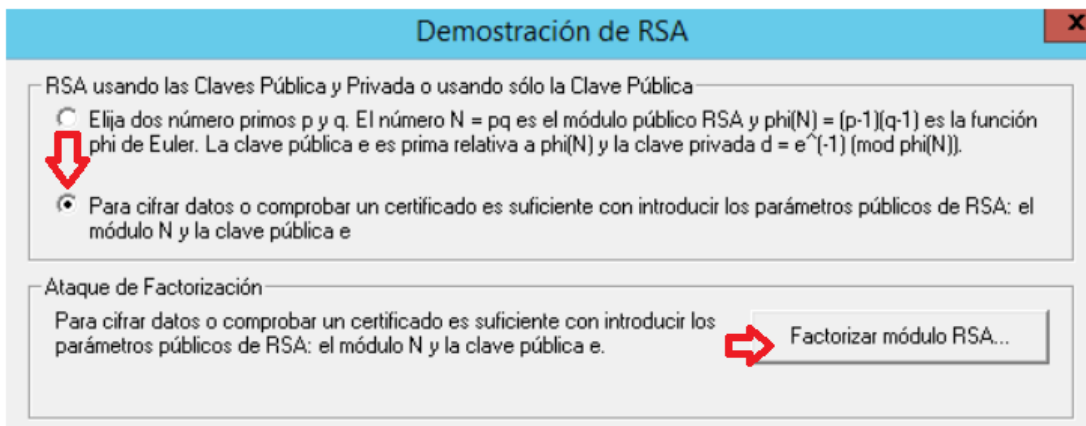 Demostración de RSA
x
RSA usando las Claves Pública y Privada o usando sólo la Clave Pública
Elija dos número primos p y q. El número N = pq es el módulo público RSA y phi(N) = (p-1)(q-1) es la función
phi de Euler. La clave pública e es prima relativa a phi(N) y la clave privada d = e^(-1) (mod phi(N)).
Para cifrar datos o comprobar un certificado es suficiente con introducir los parámetros públicos de RSA: el
módulo N y la clave pública e
Ataque de Factorización
Para cifrar datos o comprobar un certificado es suficiente con introducir los
parámetros públicos de RSA: el módulo N y la clave pública e.
Factorizar módulo RSA...